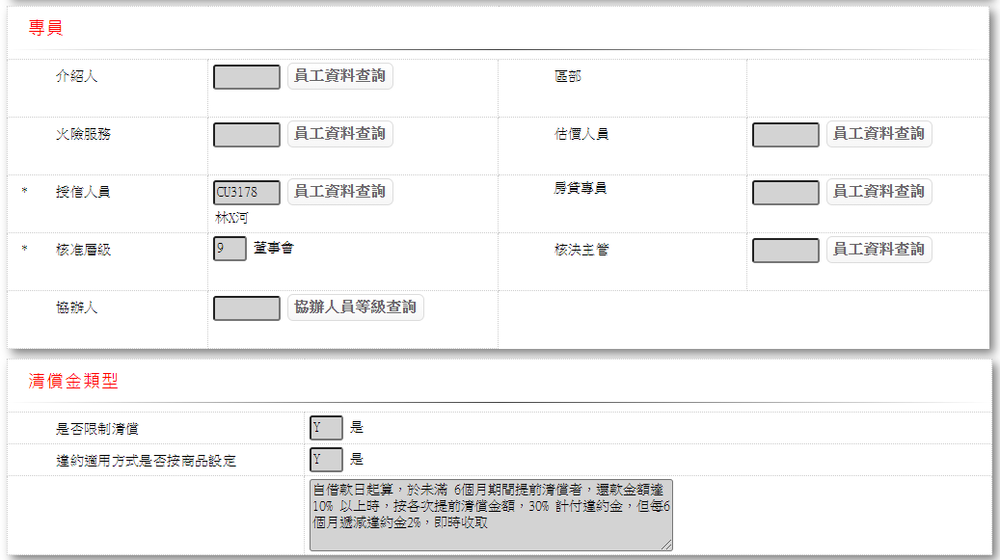 專員
介紹人 員工資料查詢 區部
火險服務 員工資料查詢 估價人員 員工資料查詢
* 授信人員 CU3178 員工資料查詢 房貸專員 員工資料查詢
林X河
* 核准層級 9 董事會 核決主管 員工資料查詢
協辦人 協辦人員等級查詢
清償金類型
是否限制清償 Y 是
違約適用方式是否按商品設定 Y 是
自借款日起算，於未滿 6個月期間提前清償者，還款金額達
10% 以上時，按各次提前清償金額，30% 計付違約金，但每6
個月遞減違約金2%，即時收取